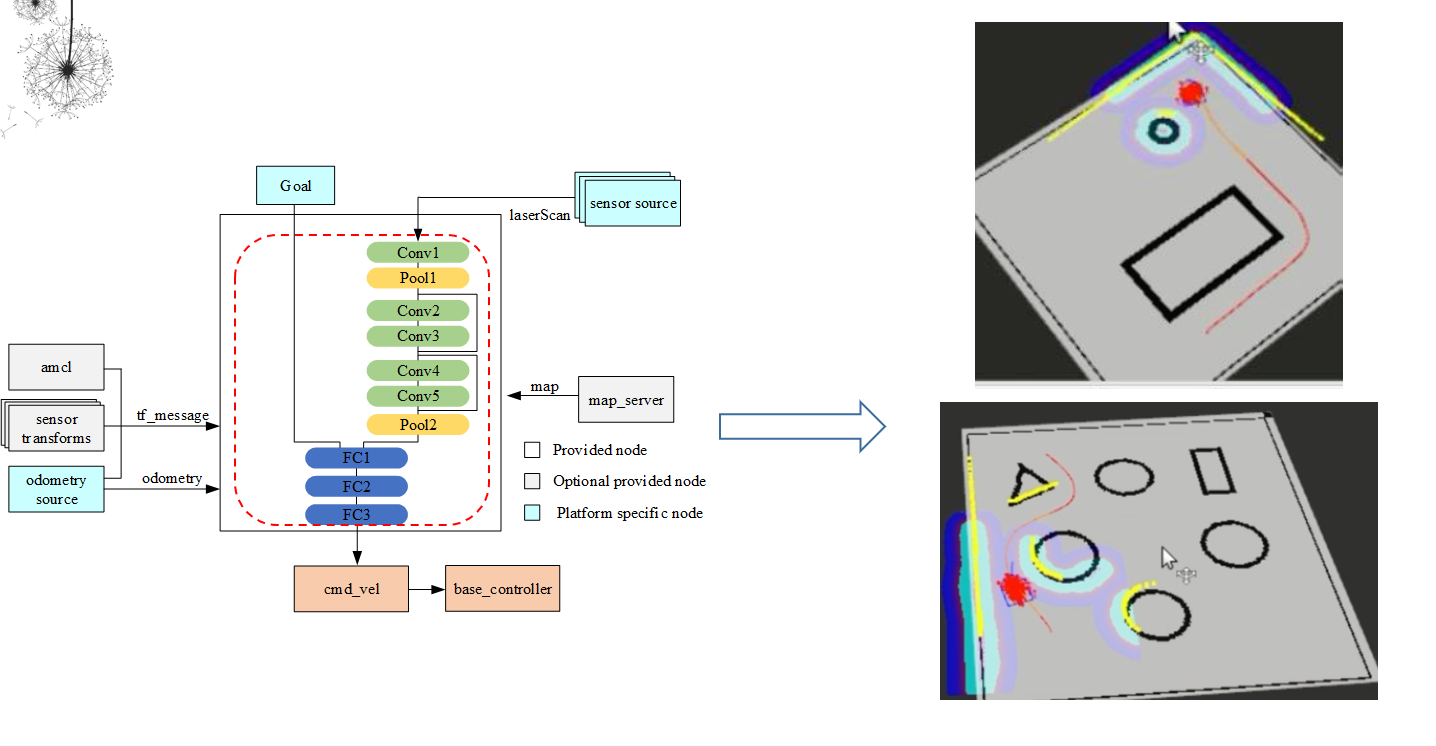 Goal
sensor source
laserScan
Conv1
Pool1
Conv2
Conv3
Conv4
Conv5
Pool2
FC1
FC2
FC3
amcl
sensor
transforms
odometry
source
tf_message
odometry
map
map_server
Provided node
Optional provided node
Platform specific node
cmd_vel
base_controller